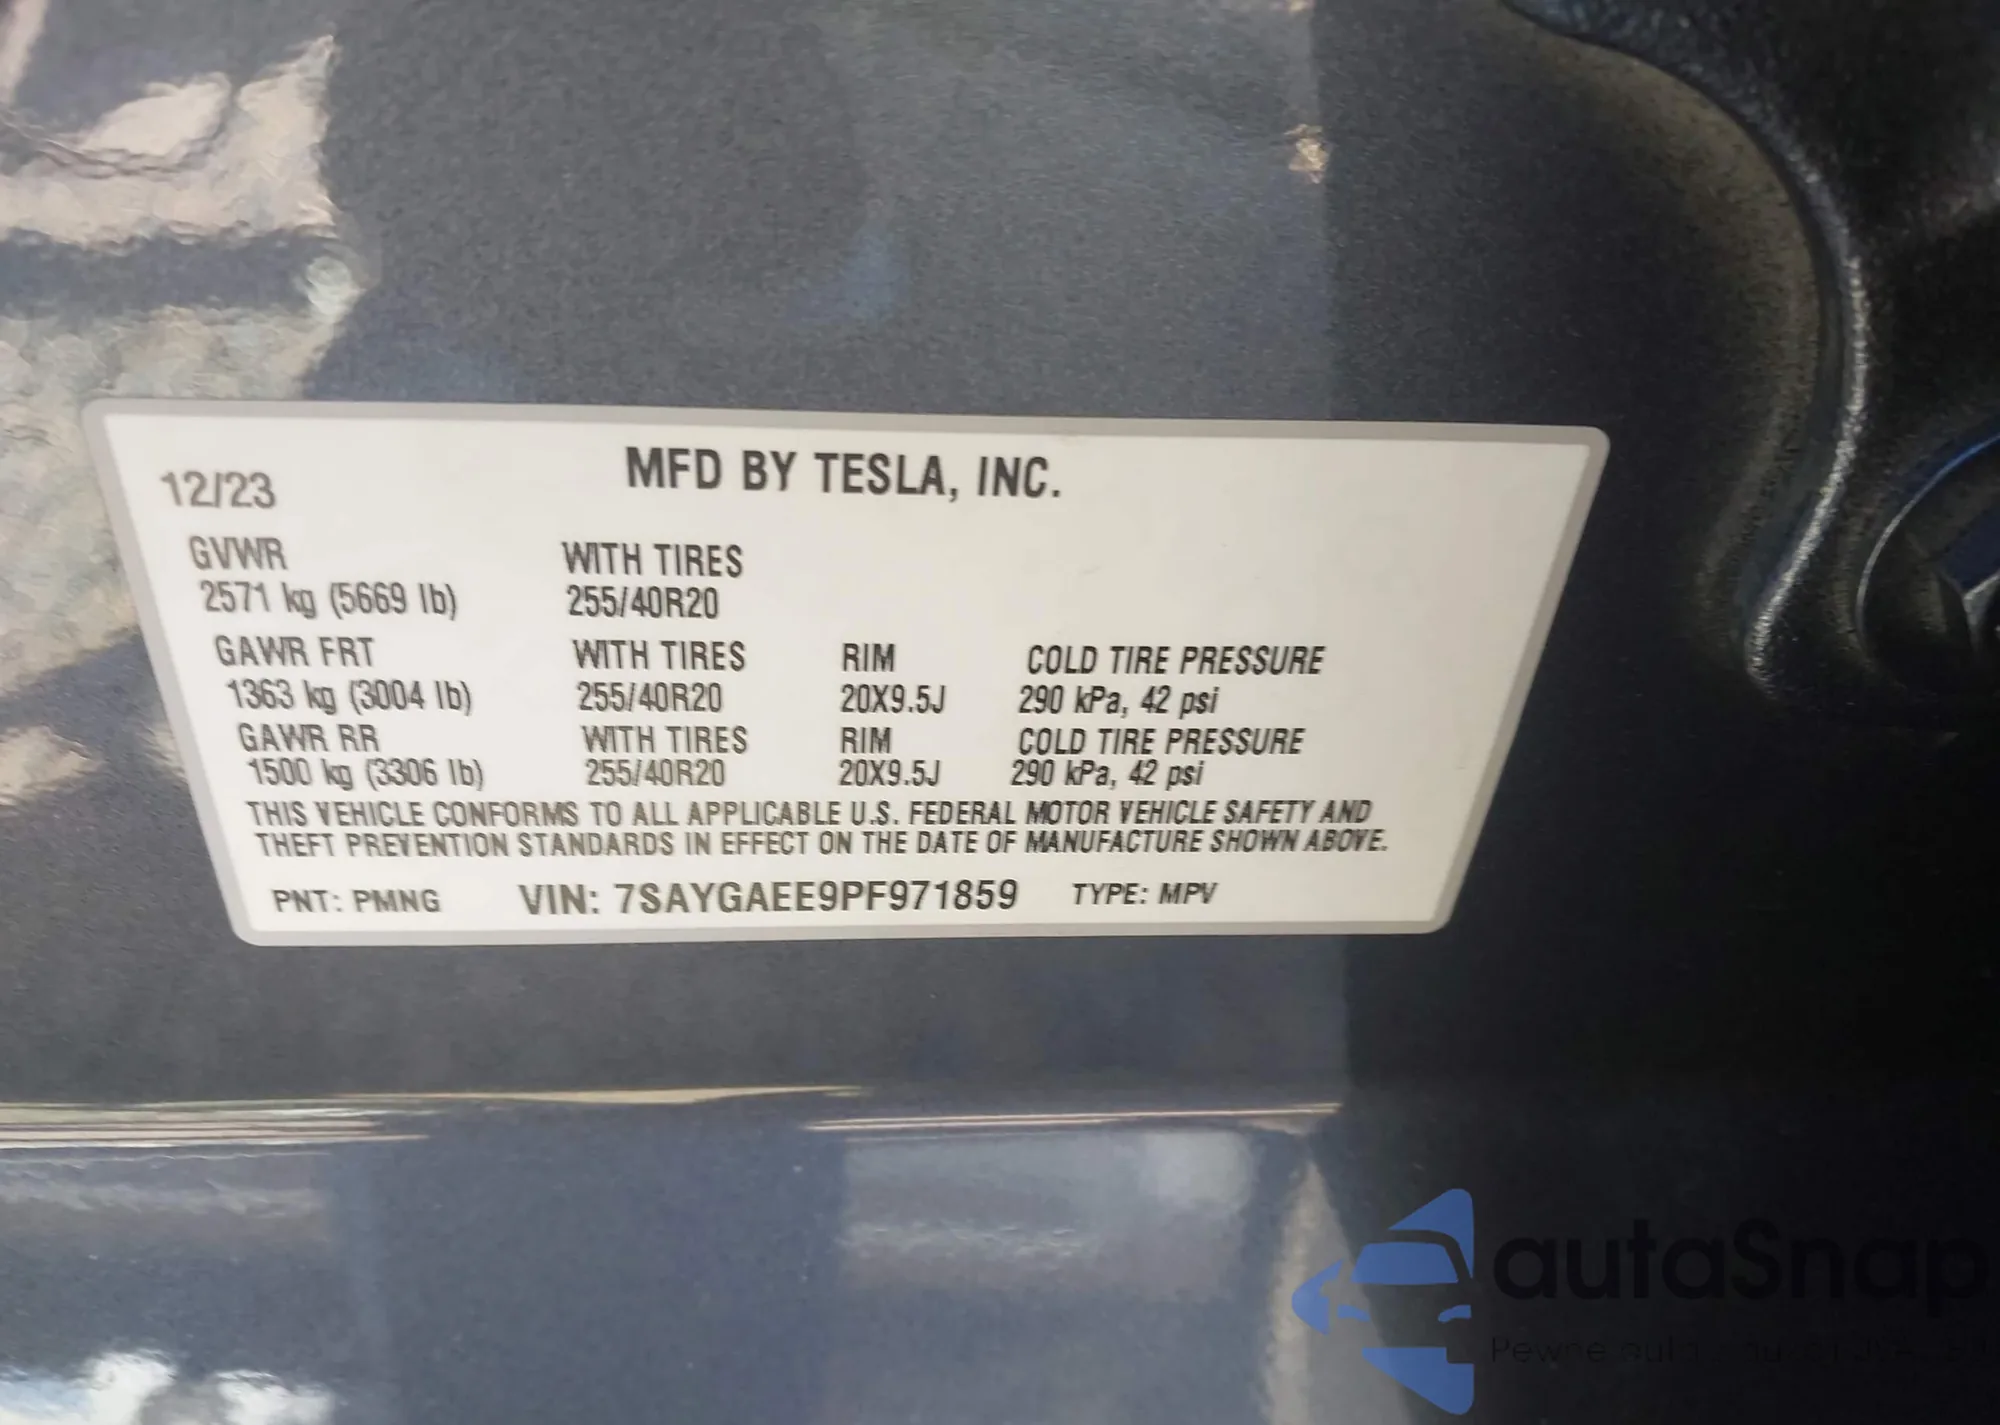 12/23 MFD BY TESLA, INC.
GVWR WITH TIRES
2571 kg (5669 lb) 255/40R20
GAWR FRT WITH TIRES RIM COLD TIRE PRESSURE
1363 kg (3004 lb) 255/40R20 20X9.5J 290 kPa, 42 psi
GAWR RR WITH TIRES RIM COLD TIRE PRESSURE
1500 kg (3306 lb) 255/40R20 20X9.5J 290 kPa, 42 psi
THIS VEHICLE CONFORMS TO ALL APPLICABLE U.S. FEDERAL MOTOR VEHICLE SAFETY AND
THEFT PREVENTION STANDARDS IN EFFECT ON THE DATE OF MANUFACTURE SHOWN ABOVE.
PNT: PMNG VIN: 7SAYGAEE9PF971859 TYPE: MPV
autaSnap